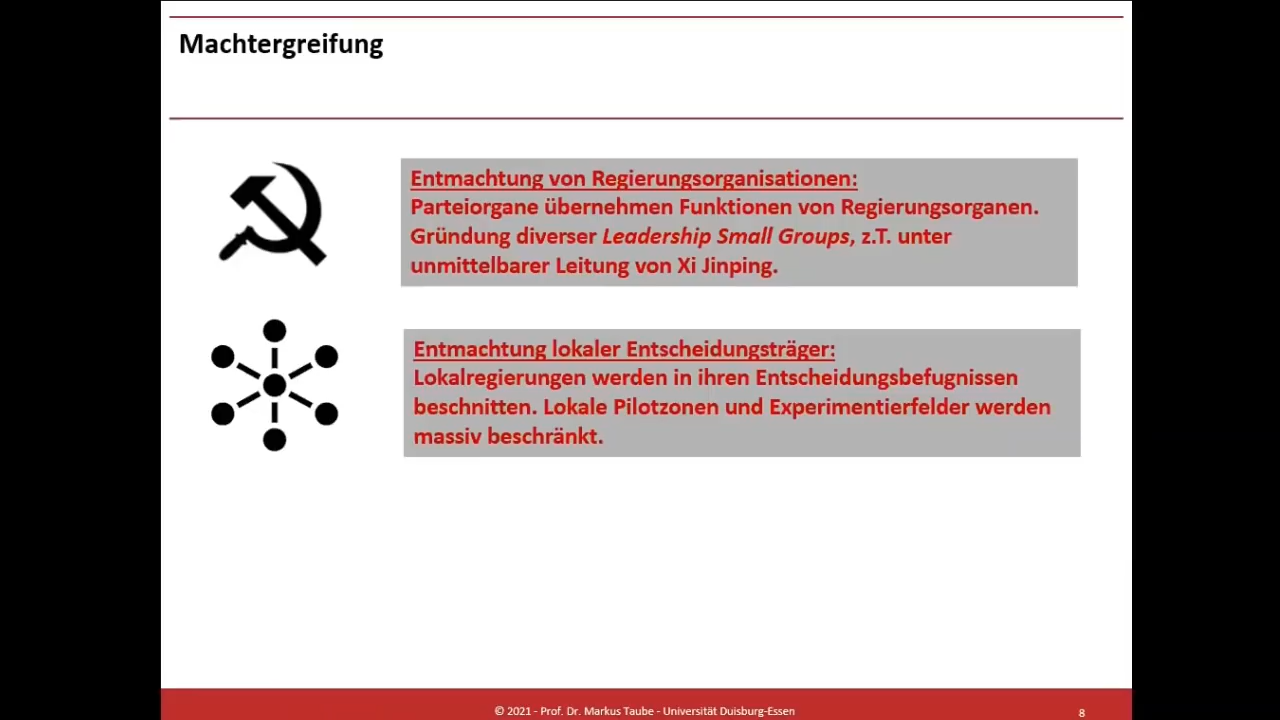 Machtergreifung
Entmachtung von Regierungsorganisationen:
Parteiorgane übernehmen Funktionen von Regierungsorganen.
Gründung diverser Leadership Small Groups, z.T. unter
unmittelbarer Leitung von Xi Jinping.
Entmachtung lokaler Entscheidungsträger:
Lokalregierungen werden in ihren Entscheidungsbefugnissen
beschnitten. Lokale Pilotzonen und Experimentierfelder werden
massiv beschränkt.
© 2021 - Prof. Dr. Markus Taube - Universität Duisburg-Essen
8